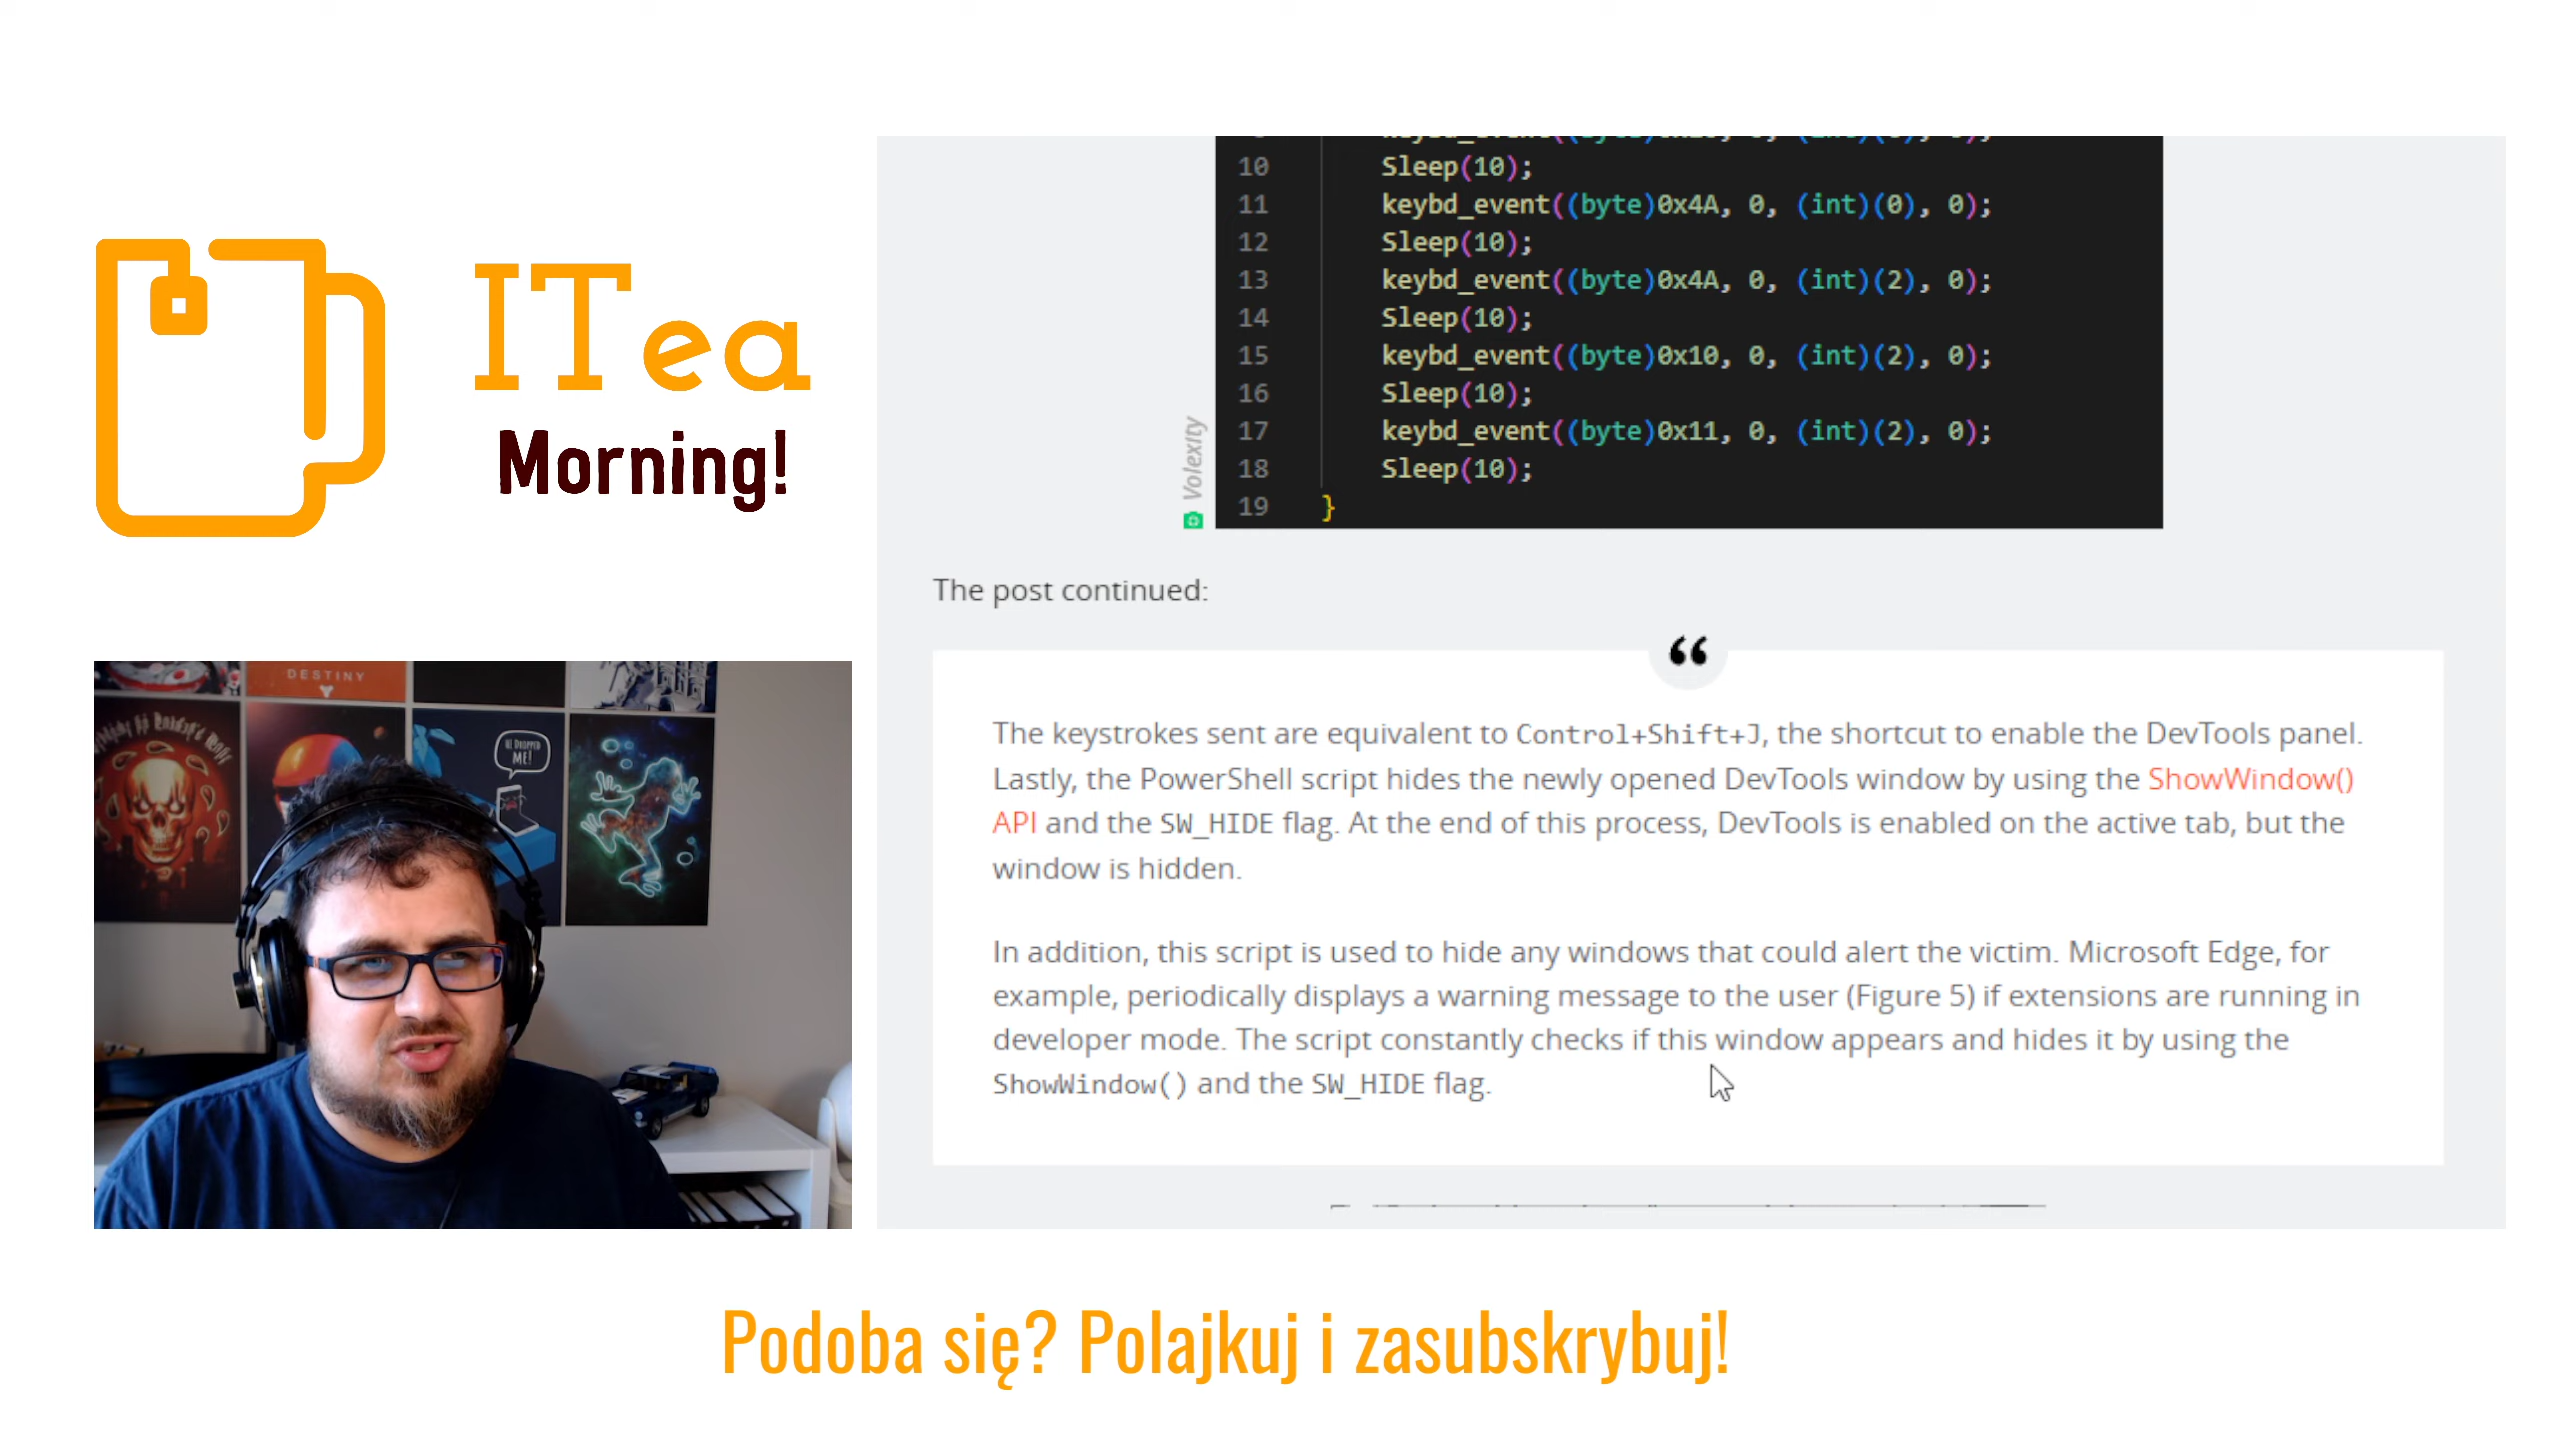 ITea
Morning!
10 Sleep(10);
11 keybd_event((byte)0x4A, 0, (int)(0), 0);
12 Sleep(10);
13 keybd_event((byte)0x4A, 0, (int)(2), 0);
14 Sleep(10);
15 keybd_event((byte)0x10, 0, (int)(2), 0);
16 Sleep(10);
17 keybd_event((byte)0x11, 0, (int)(2), 0);
18 Sleep(10);
19 }
Volexity
The post continued:
“
The keystrokes sent are equivalent to Control+Shift+J, the shortcut to enable the DevTools panel.
Lastly, the PowerShell script hides the newly opened DevTools window by using the ShowWindow()
API and the SW_HIDE flag. At the end of this process, DevTools is enabled on the active tab, but the
window is hidden.
In addition, this script is used to hide any windows that could alert the victim. Microsoft Edge, for
example, periodically displays a warning message to the user (Figure 5) if extensions are running in
developer mode. The script constantly checks if this window appears and hides it by using the
ShowWindow() and the SW_HIDE flag.
DESTINY
ME!
Podoba się? Polajkuj i zasubskrybuj!